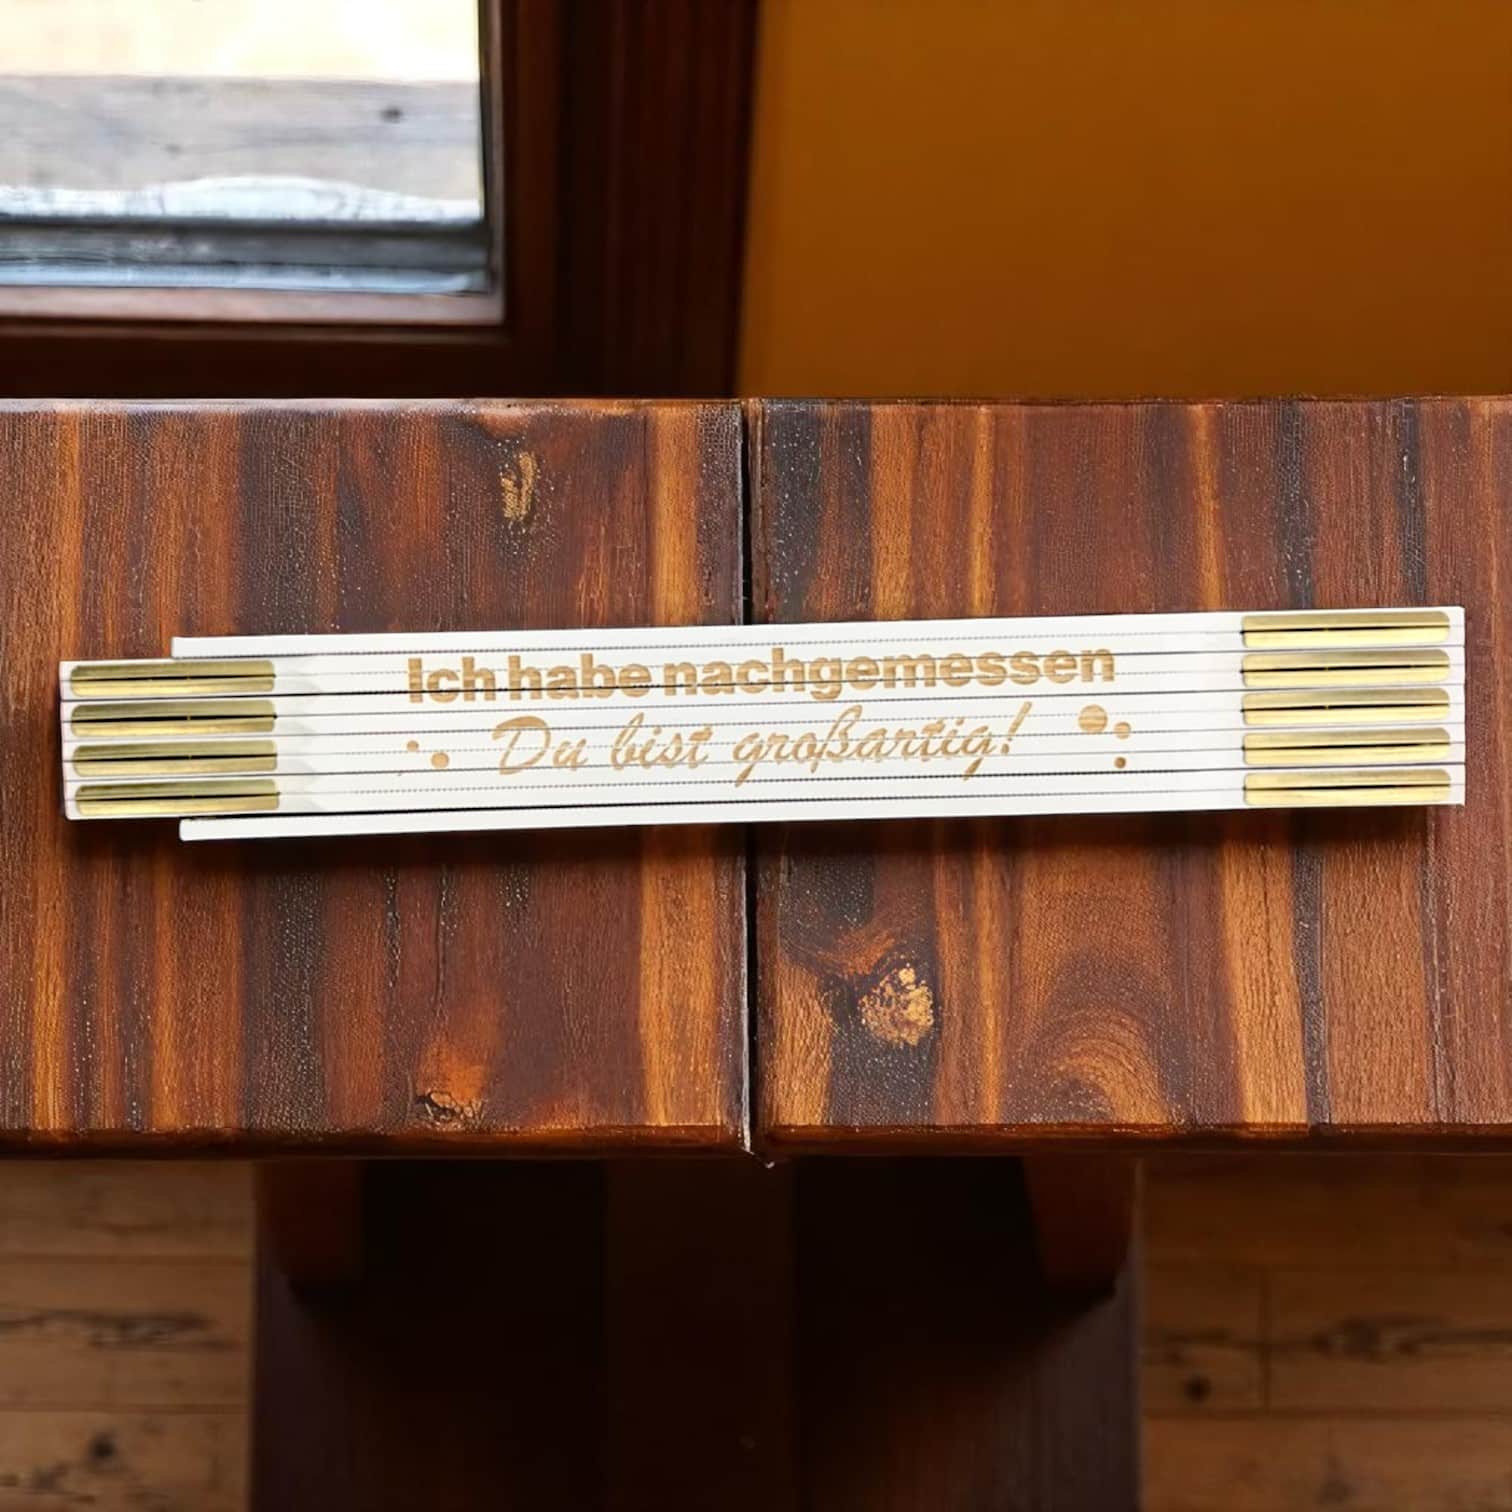 Ich habe nachgemessen
Du bist großartig!